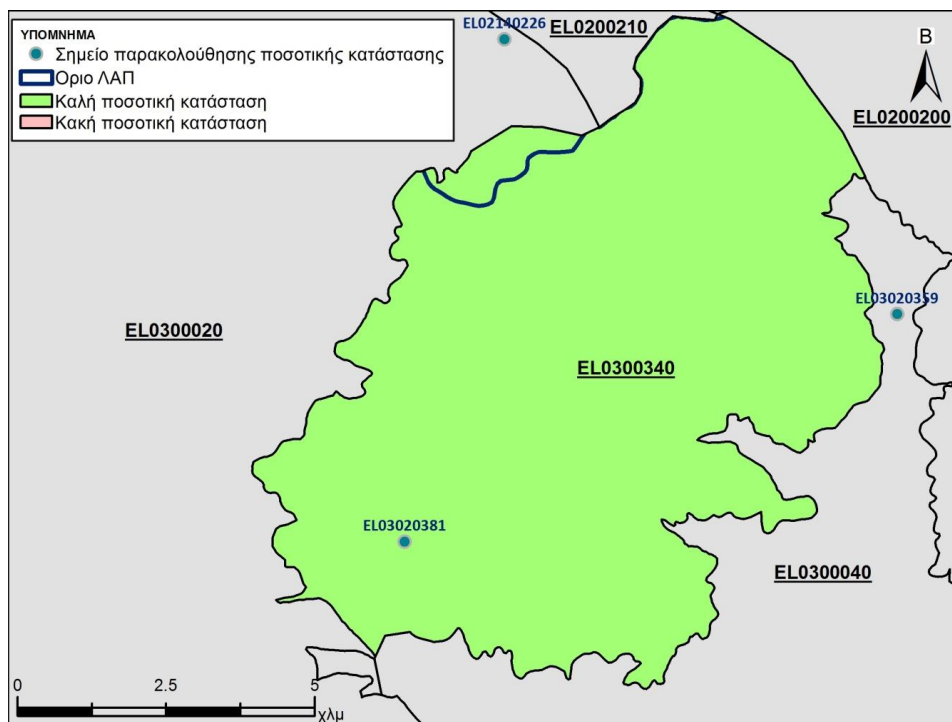 ΥΠΟΜΝΗΜΑ
Σημείο παρακολούθησης ποσοτικής κατάστασης
Οριο ΛΑΠ
Καλή ποσοτική κατάσταση
Κακή ποσοτική κατάσταση
EL02140226
EL0200210
Β
EL0200200
EL03020359
EL0300020
EL0300340
EL03020381
EL0300040
0 2.5 5
χλμ